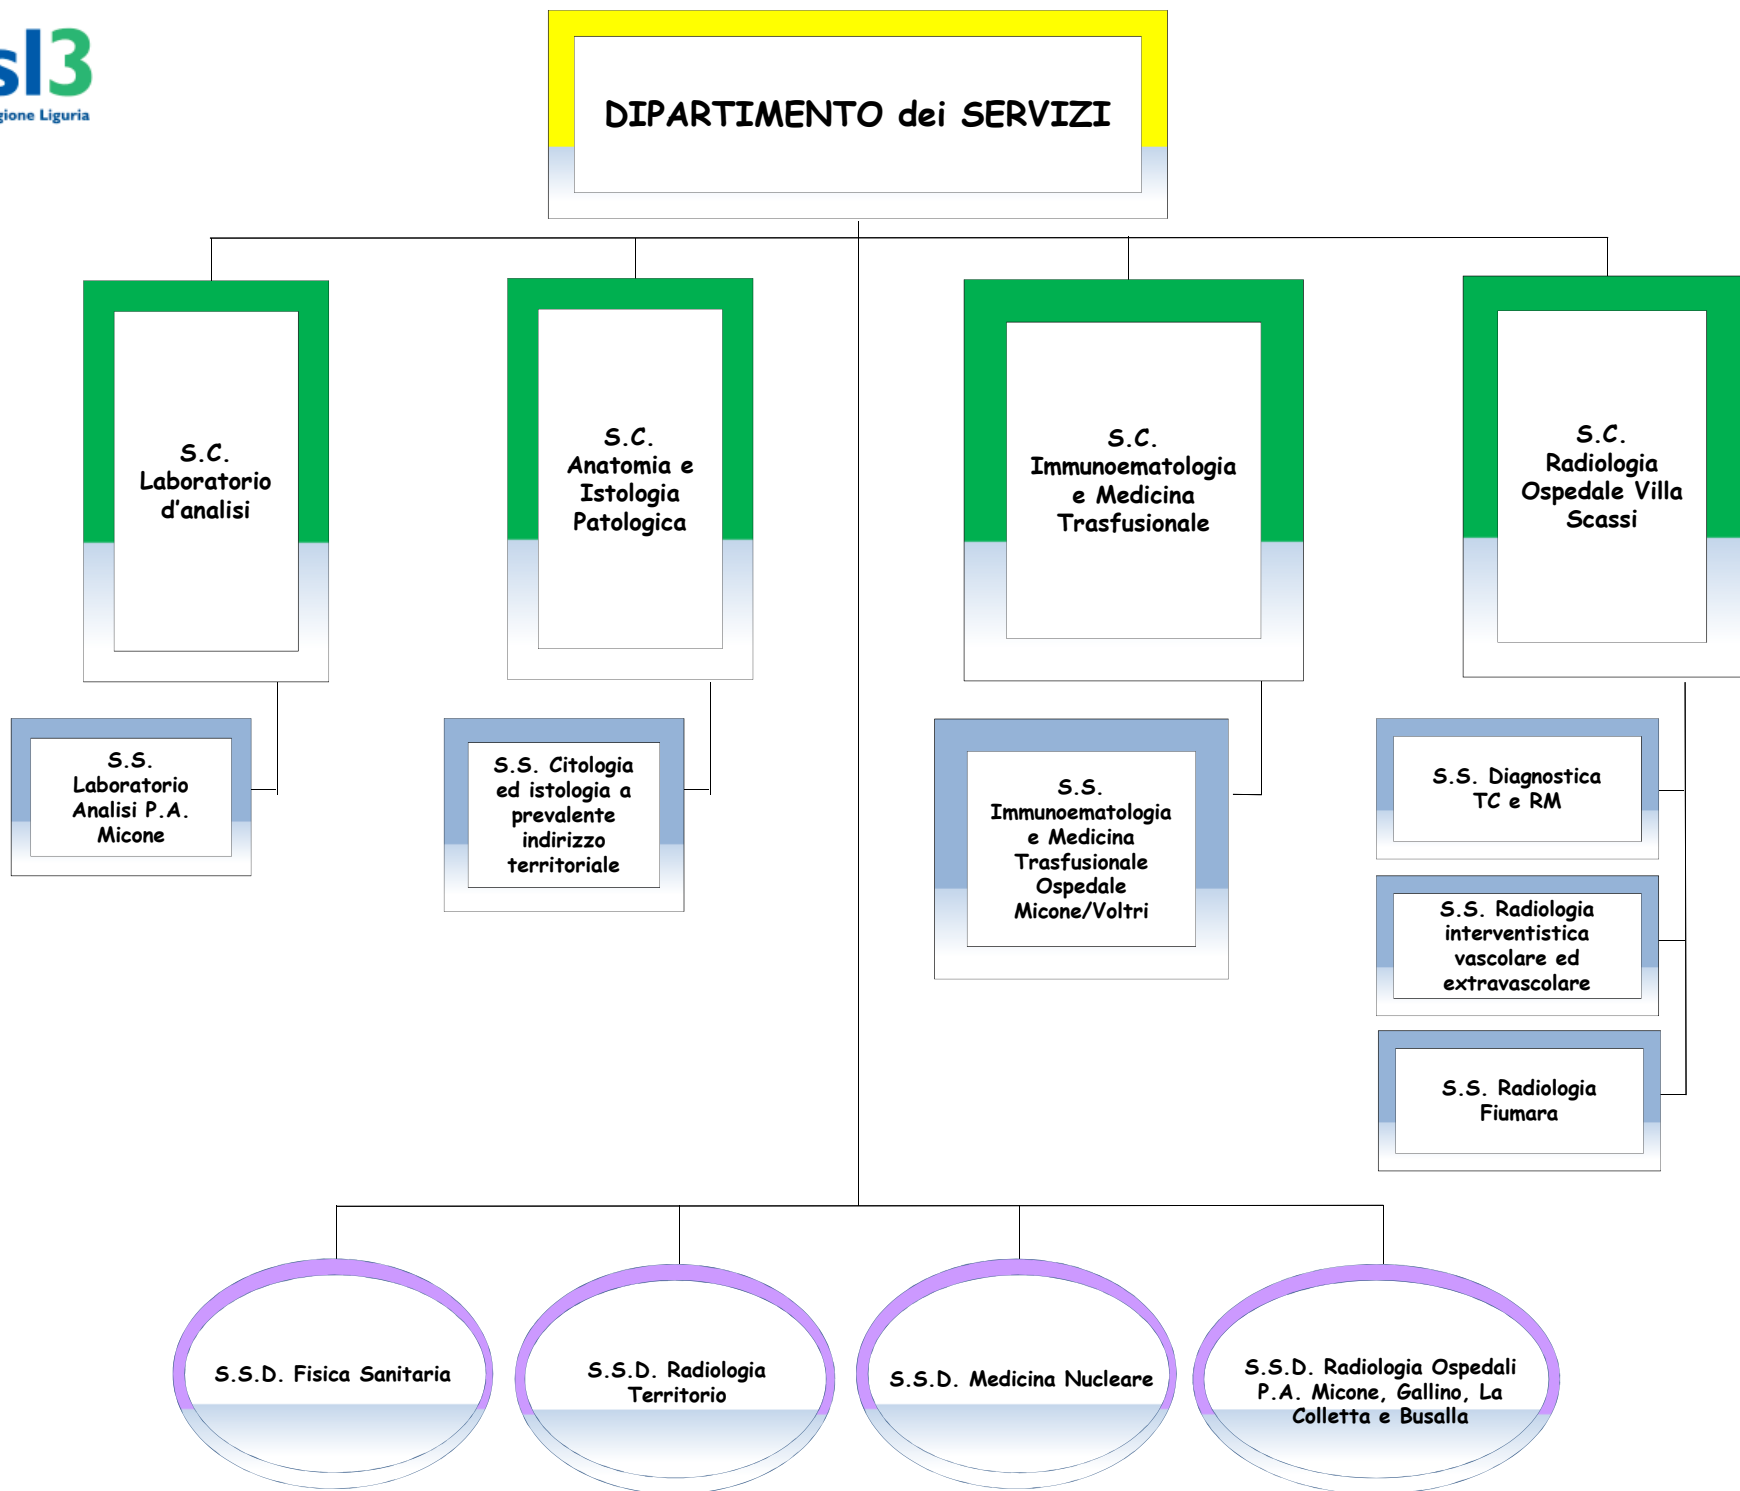 sl3
gione Liguria
DIPARTIMENTO dei SERVIZI
S.C.
Laboratorio
d'analisi
S.C.
Anatomia e
Istologia
Patologica
S.C.
Immunoematologia
e Medicina
Trasfusionale
S.C.
Radiologia
Ospedale Villa
Scassi
S.S.
Laboratorio
Analisi P.A.
Micone
S.S. Citologia
ed istologia a
prevalente
indirizzo
territoriale
S.S.
Immunoematologia
e Medicina
Trasfusionale
Ospedale
Micone/Voltri
S.S. Diagnostica
TC e RM
S.S. Radiologia
interventistica
vascolare ed
extravascolare
S.S. Radiologia
Fiumara
S.S.D. Fisica Sanitaria
S.S.D. Radiologia
Territorio
S.S.D. Medicina Nucleare
S.S.D. Radiologia Ospedali
P.A. Micone, Gallino, La
Colletta e Busalla